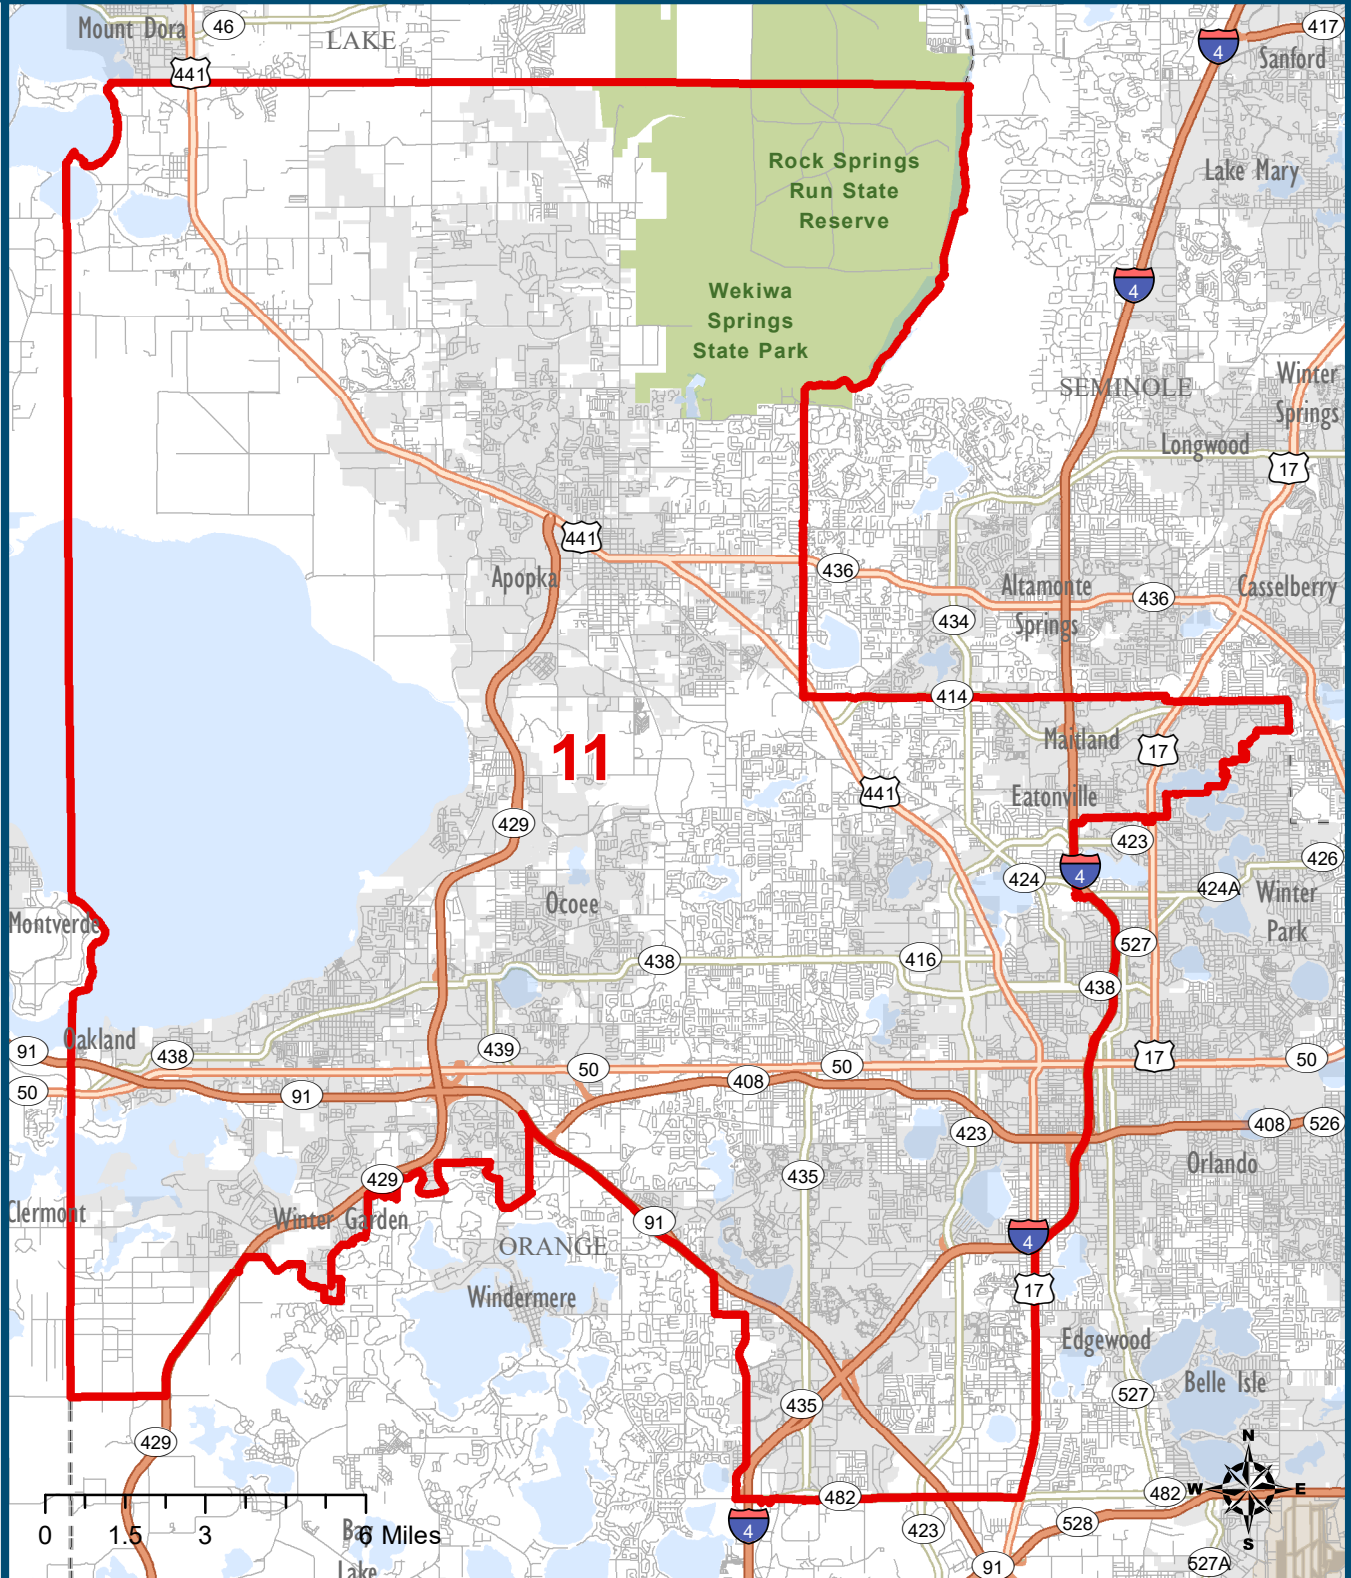 Mount Dora
46
LAKE
417
4
Sanford
441
Rock Springs
Run State
Reserve
Lake Mary
Wekiwa
Springs
State Park
4
SEMINOLE
Winter
Springs
Longwood
17
441
436
Apopka
Altamonte
Springs
436
Casselberry
434
414
11
Maitland
17
441
Eatonville
429
423
426
4
424
424A
Winter
Park
Ocoee
Montverde
527
438
416
438
Oakland
91
438
439
50
50
17
50
50
91
408
423
408
526
Orlando
435
429
Clermont
Winter Garden
91
ORANGE
4
17
Windermere
Edgewood
Belle Isle
527
435
429
N
W
E
S
482
482
0
1.5
3
6 Miles
Bay
Lake
4
423
528
91
527A